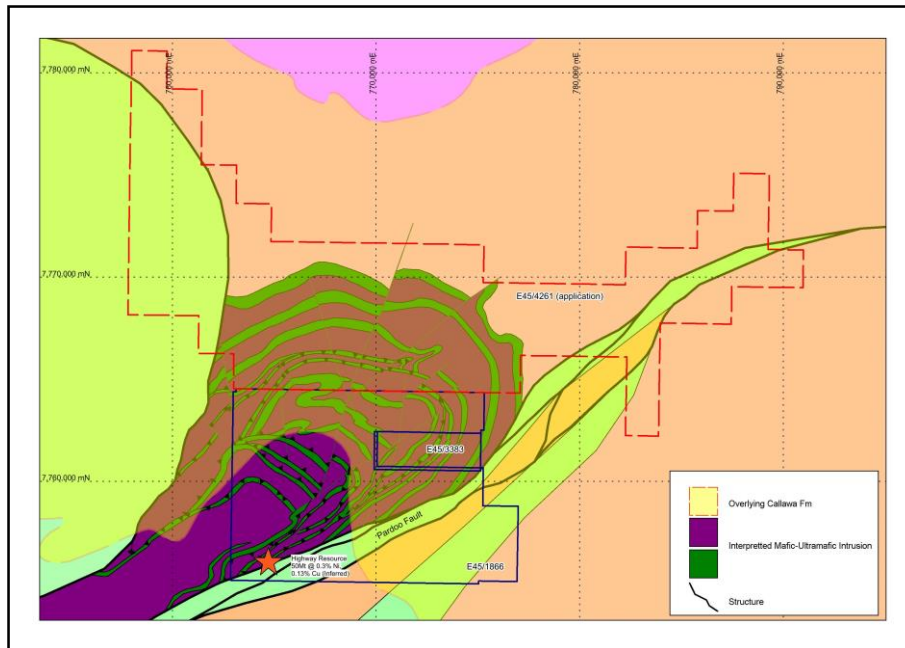 7,780,000 mN
760,000 mE
770,000 mE
780,000 mE
790,000 mE
7,770,000 mN
E45/4261 (application)
E45/3383
7,760,000 mN
Pardoo Fault
Highway Resource
50Mt @ 0.3% Ni,
0.13% Cu (Inferred)
E45/1866
Overlying Callawa Fm
Interpretted Mafic-Ultramafic Intrusion
Structure